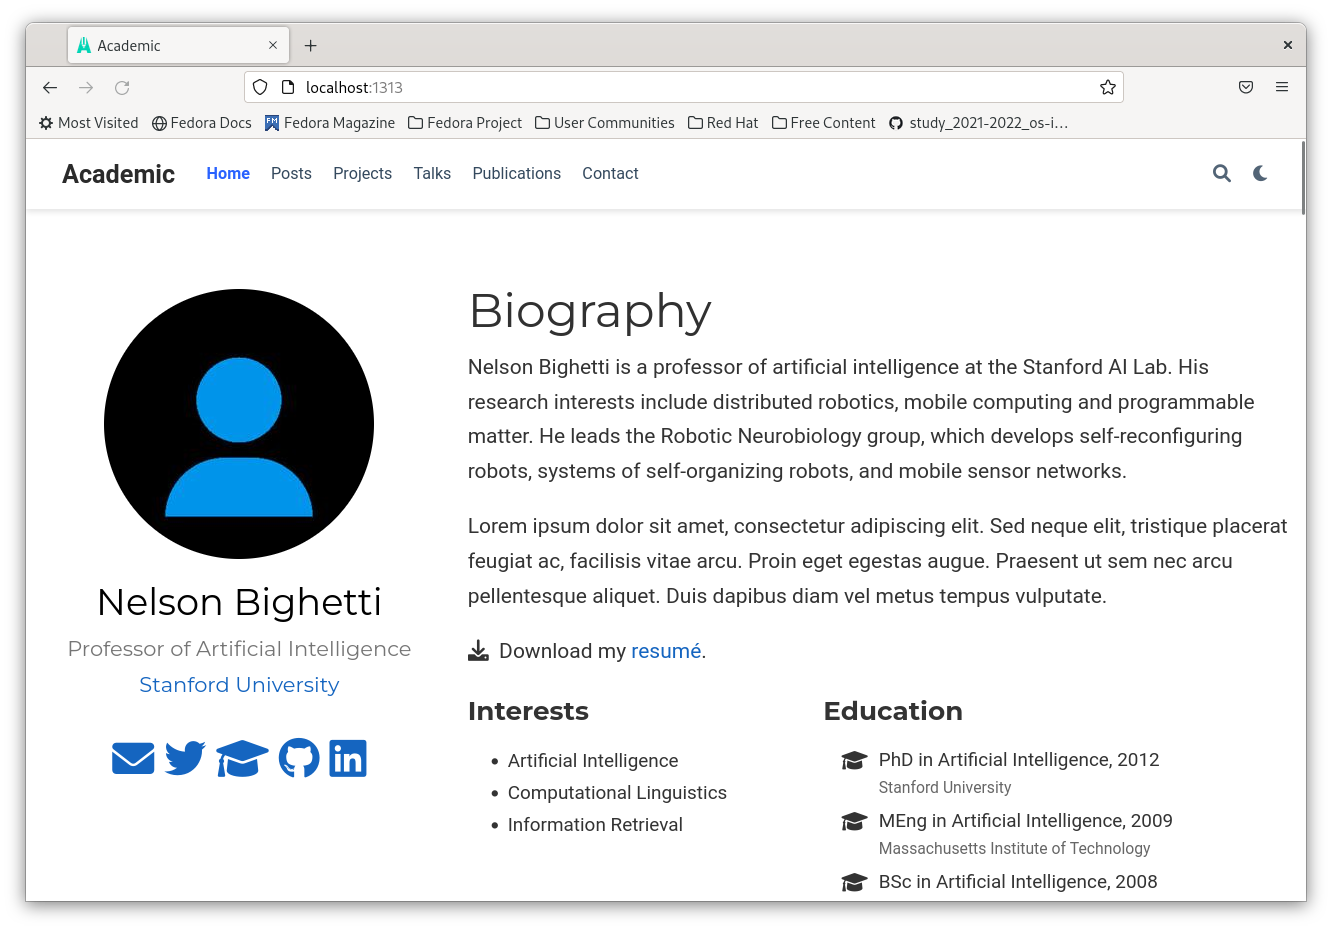 Academic
localhost:1313
Most Visited Fedora Docs Fedora Magazine Fedora Project User Communities Red Hat Free Content study_2021-2022_os-i…
Academic Home Posts Projects Talks Publications Contact
Nelson Bighetti
Professor of Artificial Intelligence
Stanford University
Biography
Nelson Bighetti is a professor of artificial intelligence at the Stanford AI Lab. His
research interests include distributed robotics, mobile computing and programmable
matter. He leads the Robotic Neurobiology group, which develops self-reconfiguring
robots, systems of self-organizing robots, and mobile sensor networks.
Lorem ipsum dolor sit amet, consectetur adipiscing elit. Sed neque elit, tristique placerat
feugiat ac, facilisis vitae arcu. Proin eget egestas augue. Praesent ut sem nec arcu
pellentesque aliquet. Duis dapibus diam vel metus tempus vulputate.
Download my resumé.
Interests
• Artificial Intelligence
• Computational Linguistics
• Information Retrieval
Education
PhD in Artificial Intelligence, 2012
Stanford University
MEng in Artificial Intelligence, 2009
Massachusetts Institute of Technology
BSc in Artificial Intelligence, 2008